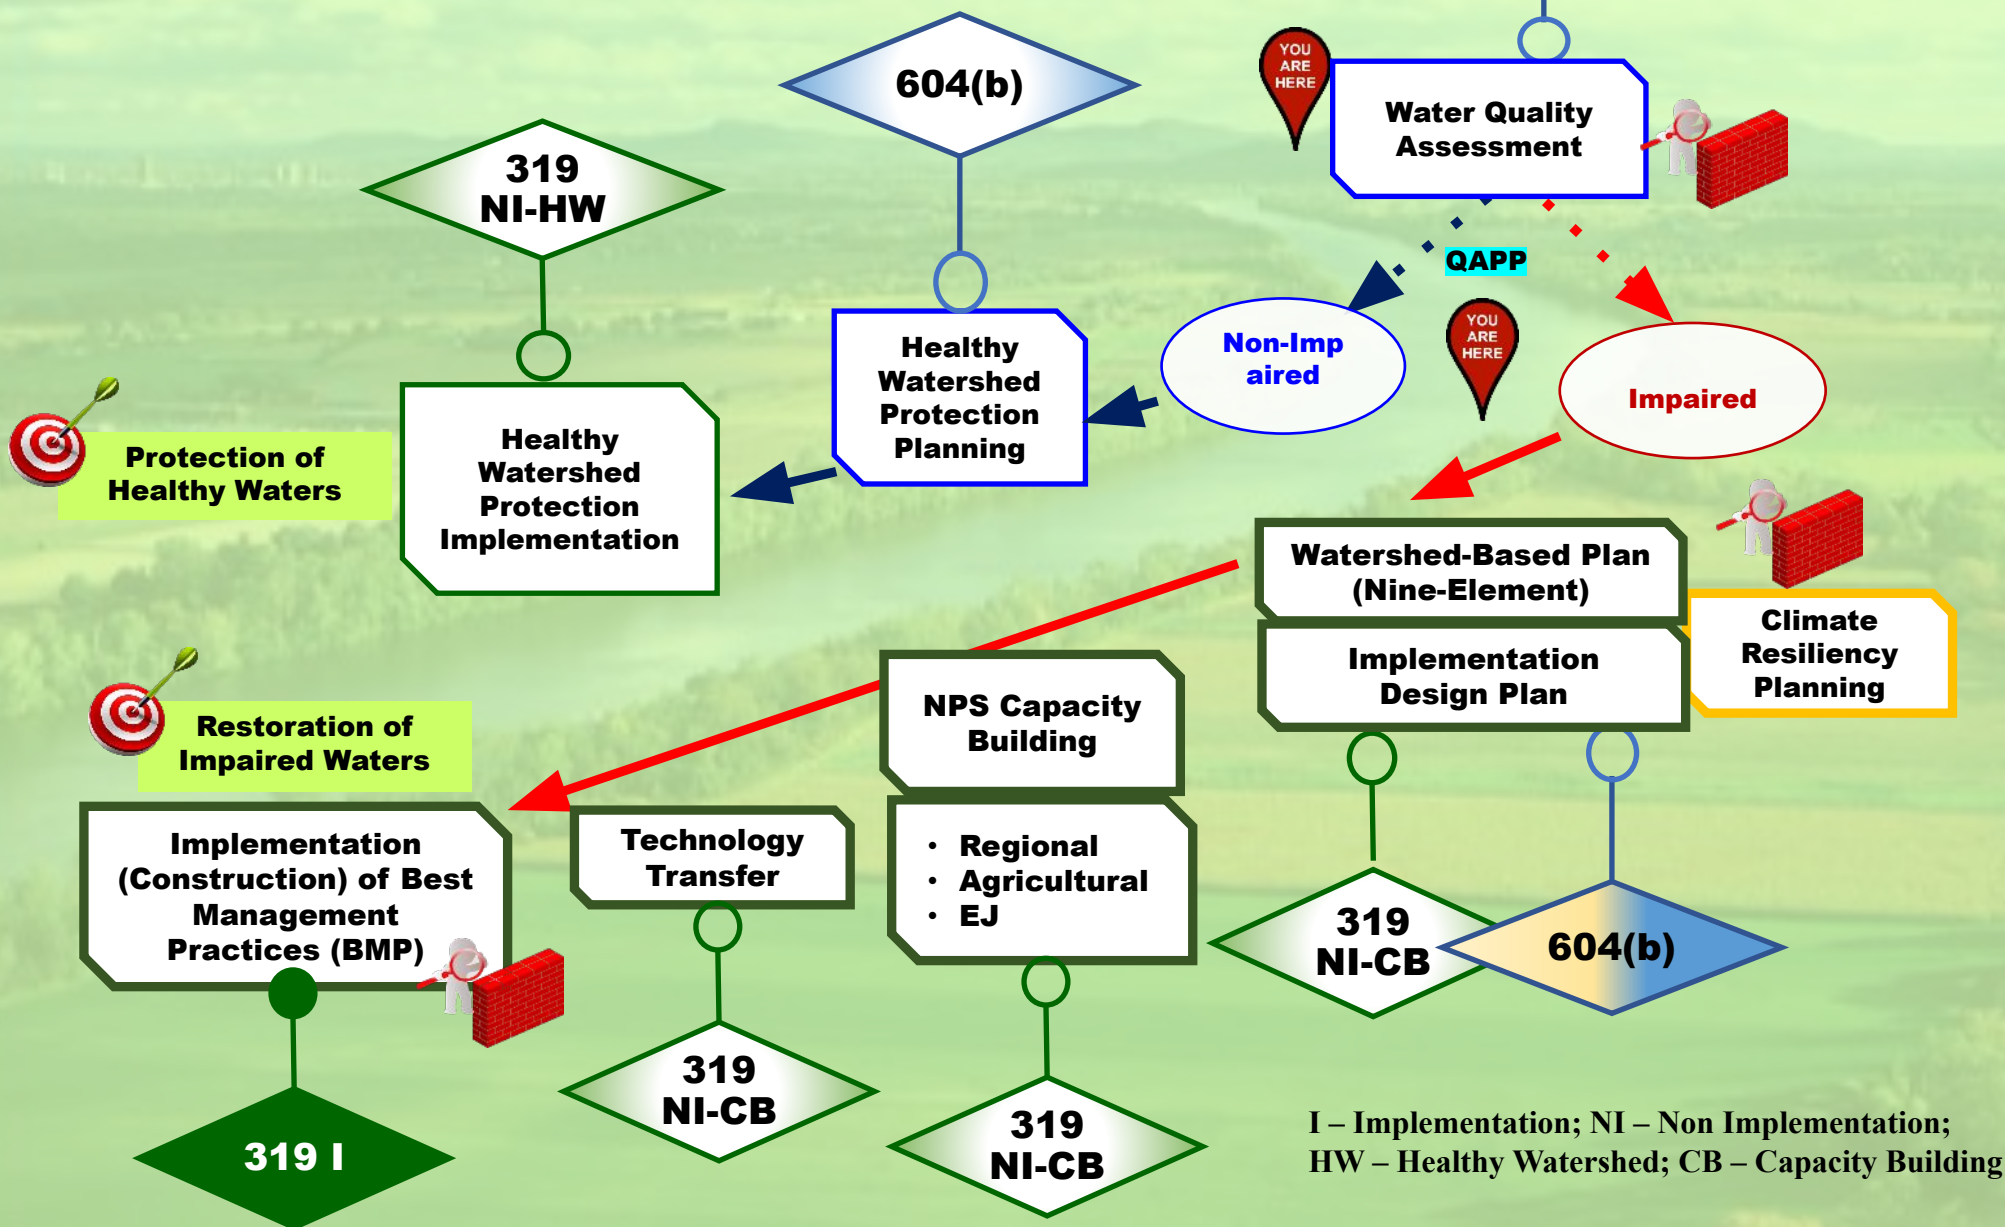 604(b)
YOU
ARE
HERE
Water Quality
Assessment
319
NI-HW
QAPP
Non-Imp
aired
YOU
ARE
HERE
Impaired
Healthy
Watershed
Protection
Planning
Healthy
Watershed
Protection
Implementation
Protection of
Healthy Waters
Watershed-Based Plan
(Nine-Element)
Implementation
Design Plan
Climate
Resiliency
Planning
Restoration of
Impaired Waters
NPS Capacity
Building
• Regional
• Agricultural
• EJ
Technology
Transfer
Implementation
(Construction) of Best
Management
Practices (BMP)
319
NI-CB
604(b)
319
NI-CB
319
NI-CB
319 I
I – Implementation; NI – Non Implementation;
HW – Healthy Watershed; CB – Capacity Building